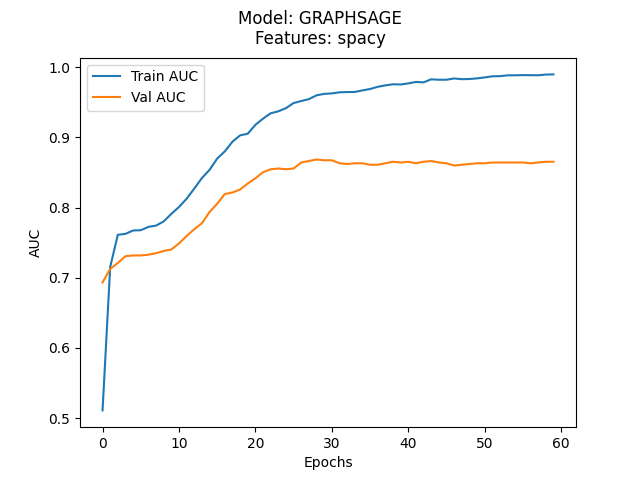 Model: GRAPHSAGE
Features: spacy
Train AUC
Val AUC
1.0
0.9
0.8
0.7
0.6
0.5
AUC
0 10 20 30 40 50 60
Epochs